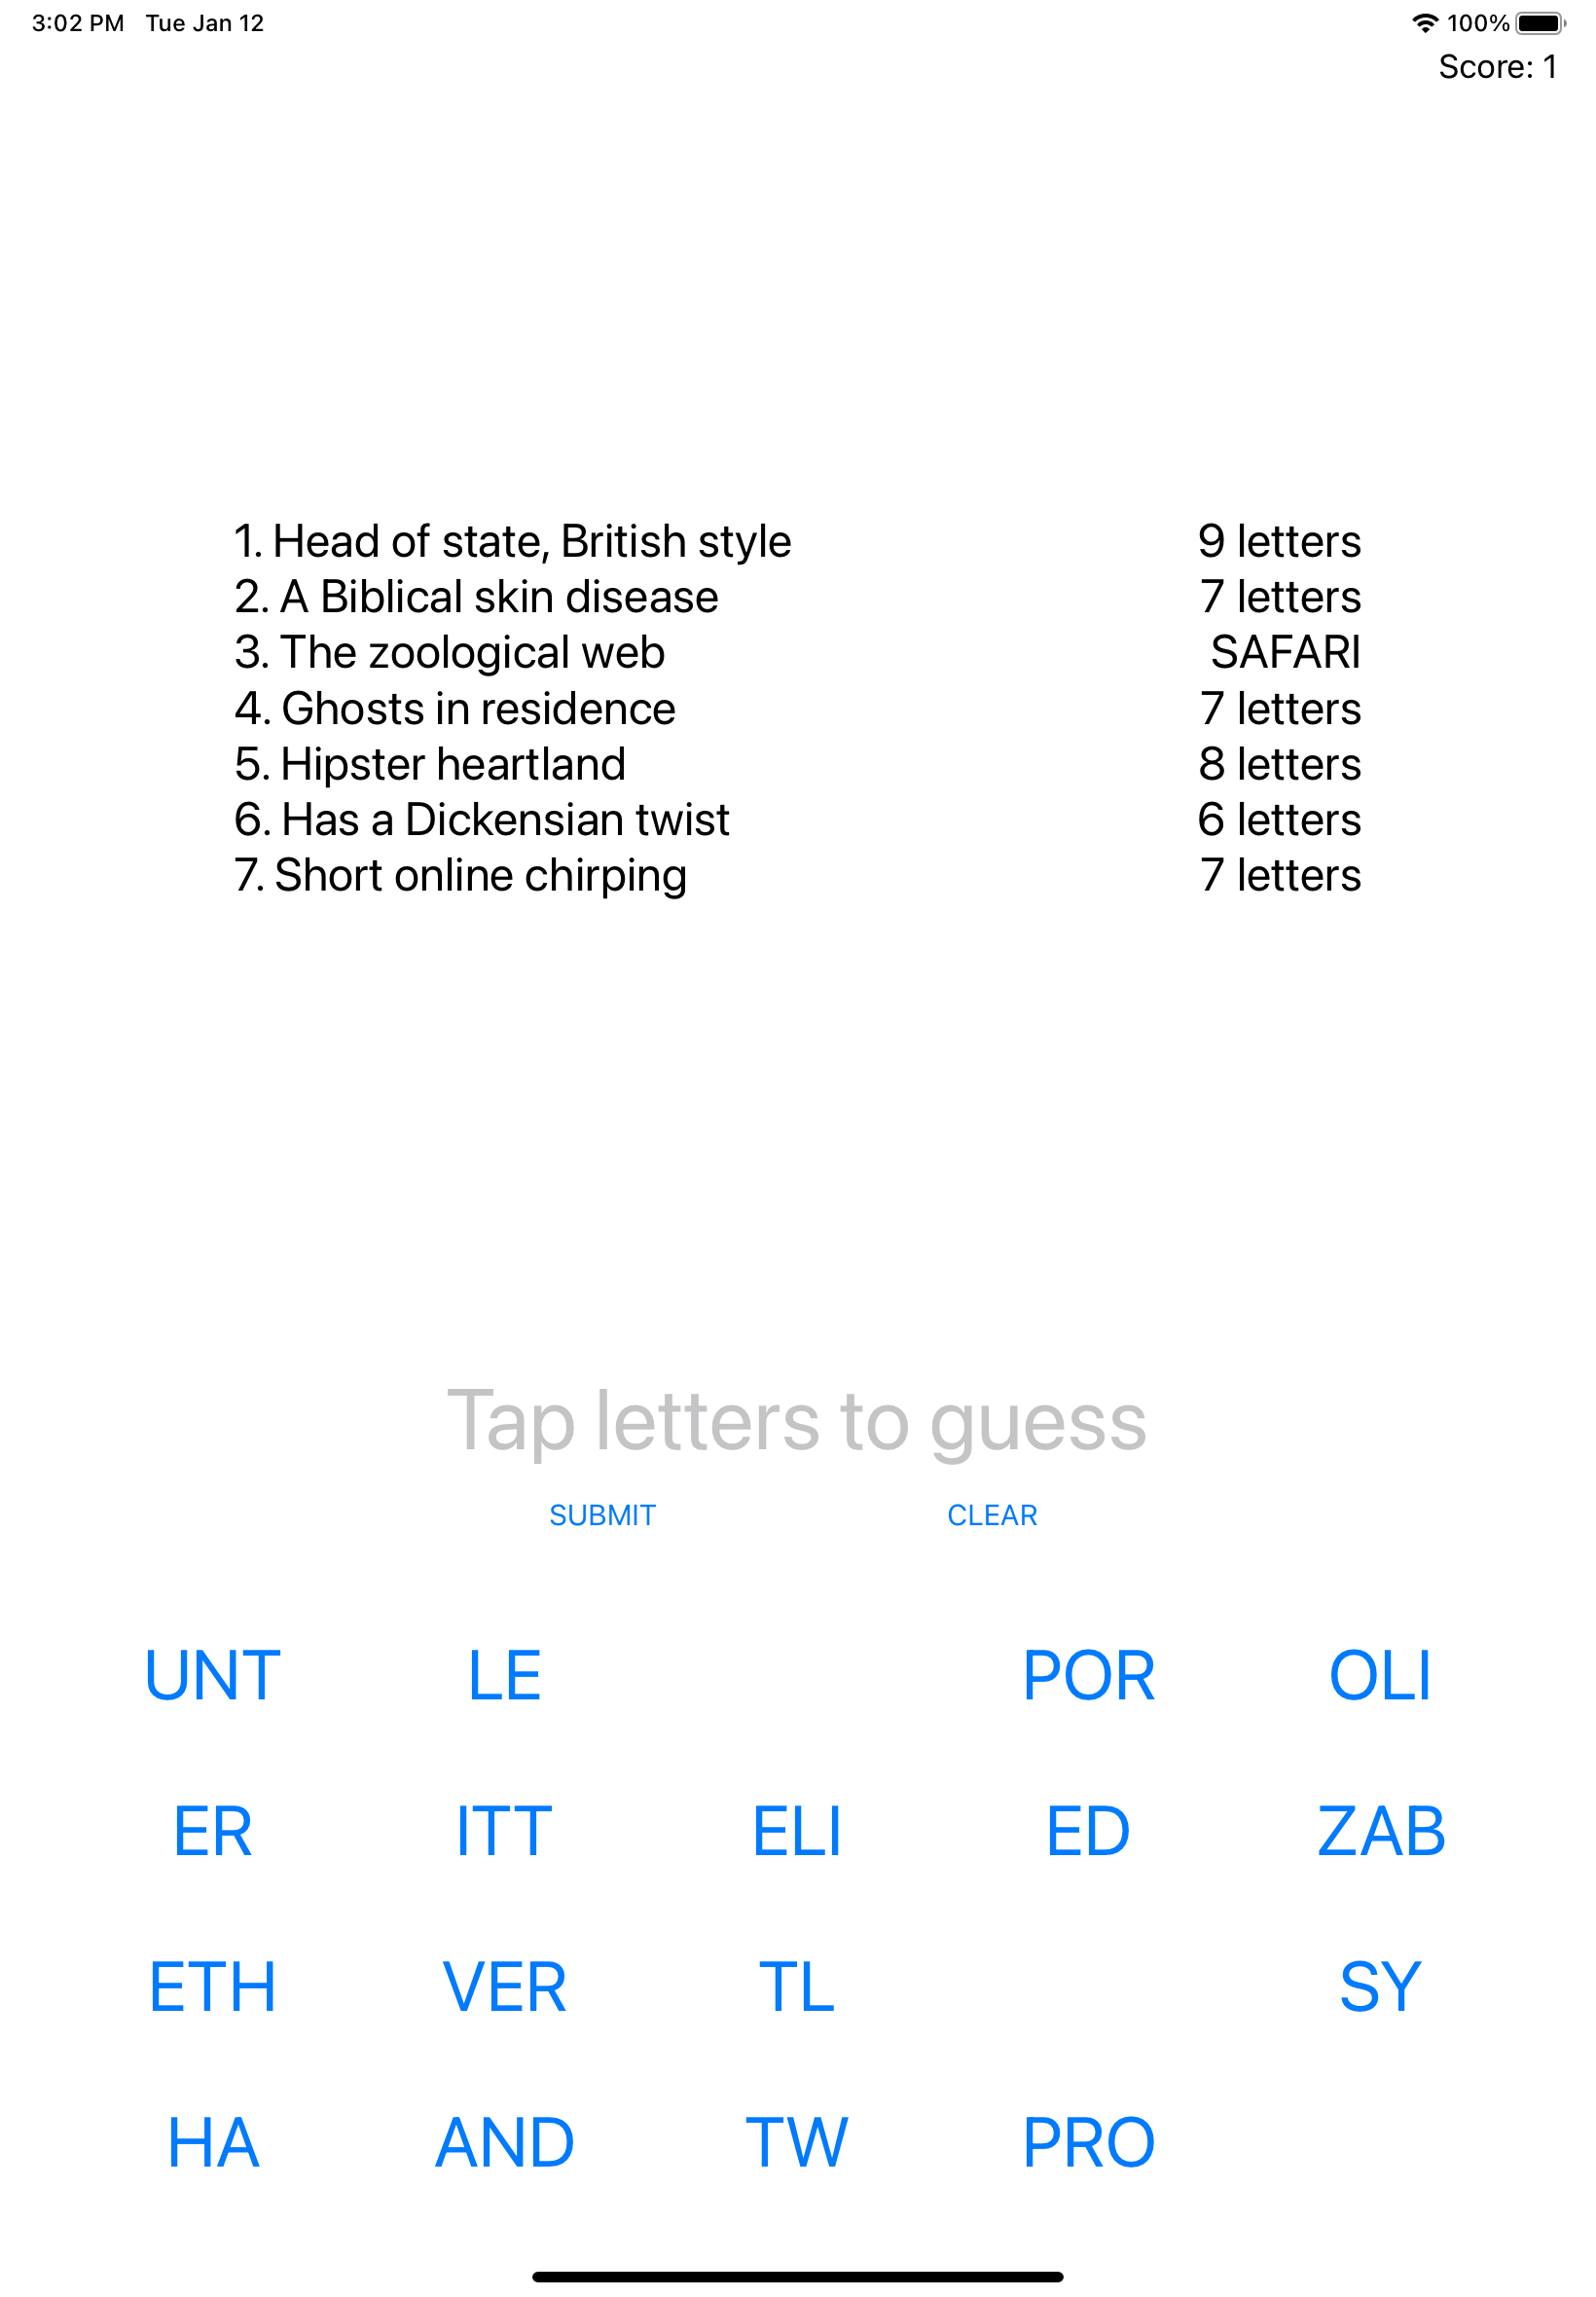 3:02 PM Tue Jan 12 100%
Score: 1
1. Head of state, British style 9 letters
2. A Biblical skin disease 7 letters
3. The zoological web SAFARI
4. Ghosts in residence 7 letters
5. Hipster heartland 8 letters
6. Has a Dickensian twist 6 letters
7. Short online chirping 7 letters
Tap letters to guess
SUBMIT CLEAR
UNT LE POR OLI
ER ITT ELI ED ZAB
ETH VER TL SY
HA AND TW PRO